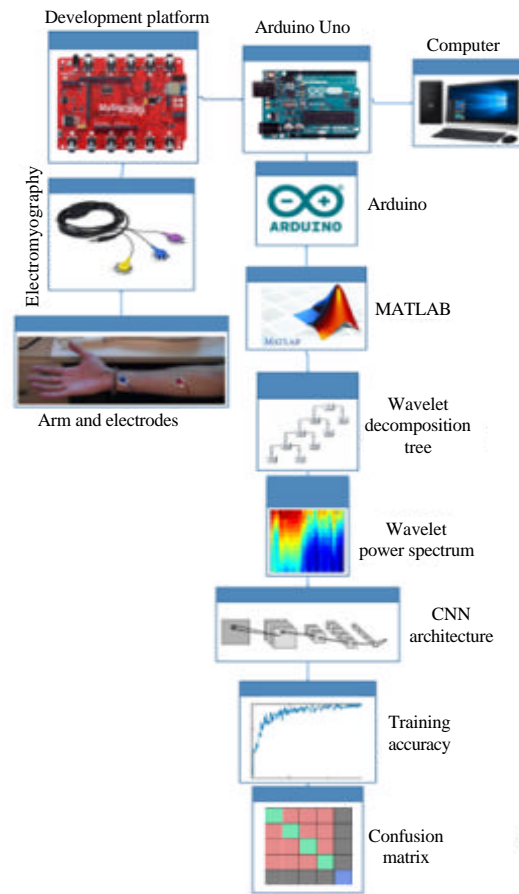 Development platform
Arduino Uno
Computer
Electromyography
ARDUINO
Arduino
MATLAB
MATLAB
Arm and electrodes
Wavelet
decomposition
tree
Wavelet
power spectrum
CNN
architecture
Training
accuracy
Confusion
matrix